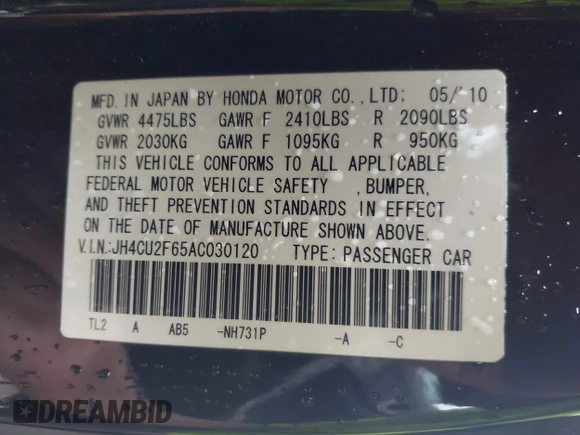 MFD. IN JAPAN BY HONDA MOTOR CO., LTD: 05/'10
GVWR 4475LBS GAWR F 2410LBS R 2090LBS
GVWR 2030KG GAWR F 1095KG R 950KG
THIS VEHICLE CONFORMS TO ALL APPLICABLE
FEDERAL MOTOR VEHICLE SAFETY , BUMPER,
AND THEFT PREVENTION STANDARDS IN EFFECT
ON THE DATE OF MANUFACTURE SHOWN ABOVE.
V.I.N.:JH4CU2F65AC030120 TYPE: PASSENGER CAR
TL2 A AB5 -NH731P -A -C
DREAMBID